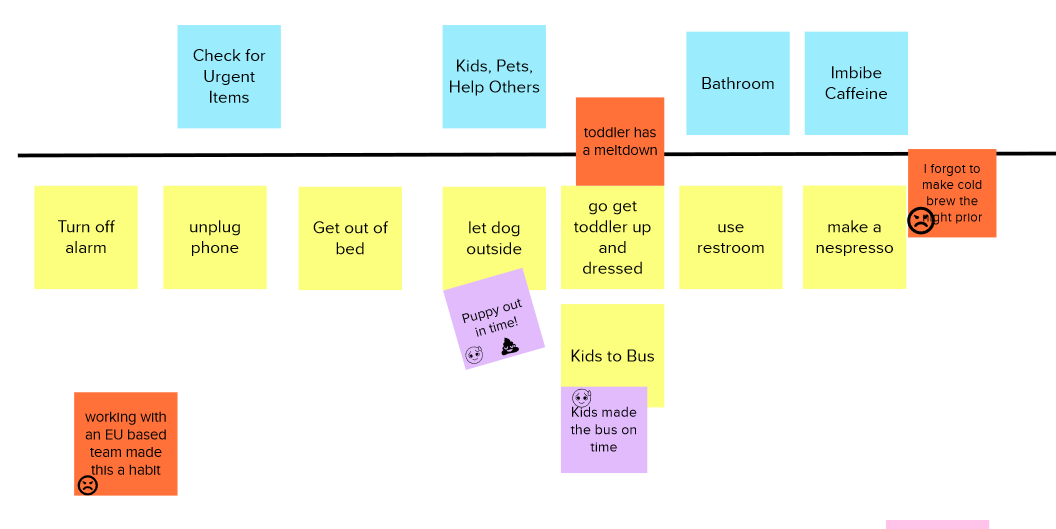 Check for
Urgent
Items
Kids, Pets,
Help Others
Bathroom
Imbibe
Caffeine
toddler has
a meltdown
I forgot to
make cold
brew the
night prior
Turn off
alarm
unplug
phone
Get out of
bed
let dog
outside
go get
toddler up
and
dressed
use
restroom
make a
nespresso
Puppy out
in time!
Kids to Bus
Kids made
the bus on
time
working with
an EU based
team made
this a habit